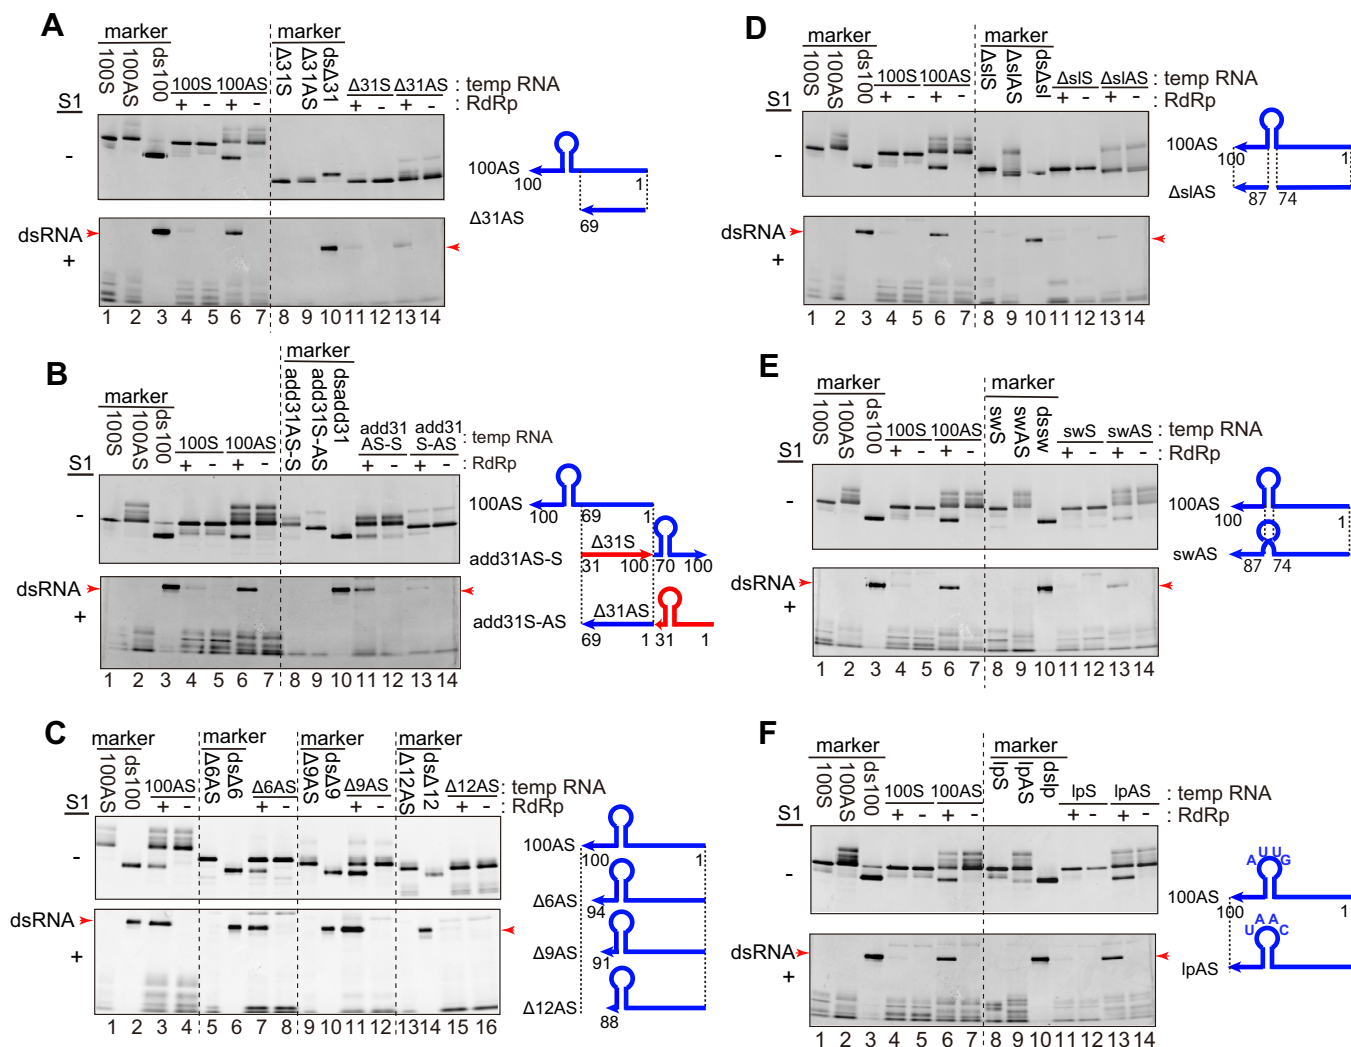 A
marker
100S
100AS
ds100
100S 100AS
marker
Δ31S
Δ31AS
dsΔ31
Δ31S Δ31AS : temp RNA
+ - + - + - + - : RdRp
S1
-
dsRNA
+
1 2 3 4 5 6 7 8 9 10 11 12 13 14
100AS
100 1
Δ31AS
69
B
marker
100S
100AS
ds100
100S 100AS
marker
add31AS-S
add31S-AS
dsadd31
add31 add31
AS-S S-AS : temp RNA
+ - + - + - + - : RdRp
S1
-
dsRNA
+
1 2 3 4 5 6 7 8 9 10 11 12 13 14
100AS
100 69 1
Δ31S
add31AS-S
31 100 70 100
Δ31AS
add31S-AS
69 1 31 1
C
marker marker marker marker
100AS
ds100
100AS
Δ6AS
dsΔ6
Δ6AS
Δ9AS
dsΔ9
Δ9AS
Δ12AS
dsΔ12
Δ12AS : temp RNA
+ - + - + - + - : RdRp
S1
-
dsRNA
+
1 2 3 4 5 6 7 8 9 10 11 12 13 14 15 16
100AS
100 1
Δ6AS
94
Δ9AS
91
Δ12AS
88
D
marker
100S
100AS
ds100
100S 100AS
marker
ΔslS
ΔslAS
dsΔsl
ΔslS ΔslAS : temp RNA
+ - + - + - + - : RdRp
S1
-
dsRNA
+
1 2 3 4 5 6 7 8 9 10 11 12 13 14
100AS
100 1
ΔslAS
87 74
E
marker
100S
100AS
ds100
100S 100AS
marker
swS
swAS
dssw
swS swAS : temp RNA
+ - + - + - + - : RdRp
S1
-
dsRNA
+
1 2 3 4 5 6 7 8 9 10 11 12 13 14
100AS
100 1
swAS
87 74
F
marker
100S
100AS
ds100
100S 100AS
marker
lpS
lpAS
dslp
lpS lpAS : temp RNA
+ - + - + - + - : RdRp
S1
-
dsRNA
+
1 2 3 4 5 6 7 8 9 10 11 12 13 14
A U U G
100AS
100 1
U A A C
lpAS